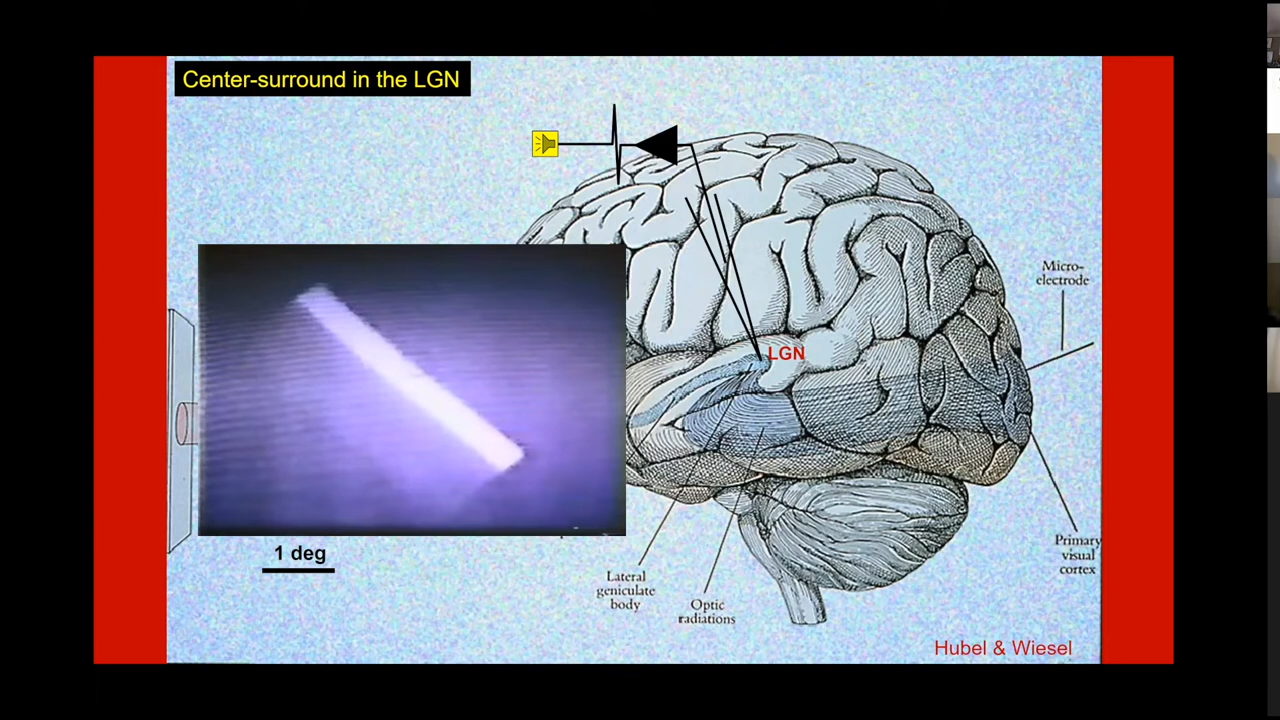 Center-surround in the LGN
Micro-
electrode
LGN
1 deg
Primary
visual
cortex
Lateral
geniculate
body
Optic
radiations
Hubel & Wiesel